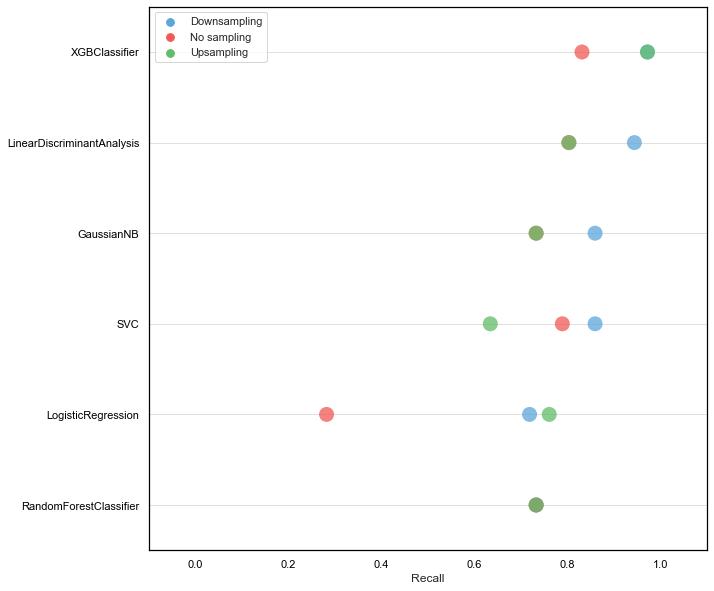 Downsampling
No sampling
Upsampling
XGBClassifier
LinearDiscriminantAnalysis
GaussianNB
SVC
LogisticRegression
RandomForestClassifier
0.0 0.2 0.4 0.6 0.8 1.0
Recall